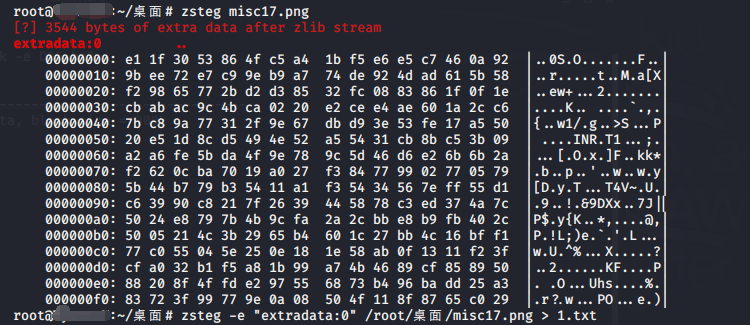 root@:~/桌面# zsteg misc17.png
[?] 3544 bytes of extra data after zlib stream
extradata:0 ..
00000000: e1 1f 30 53 86 4f c5 a4 1b f5 e6 e5 c7 46 0a 92 |..0S.O.......F..|
00000010: 9b ee 72 e7 c9 9e b9 a7 74 de 92 4d ad 61 5b 58 |..r.....t..M.a[X|
00000020: f2 98 65 77 2b d2 d3 85 32 fc 08 83 86 1f 0f 1e |..ew+...2.......|
00000030: cb ab ac 9c 4b ca 02 20 e2 ce e4 ae 60 1a 2c c6 |....K.. ....`.,.|
00000040: 7b c8 9a 77 31 2f 9e 67 db d9 3e 53 fe 17 a5 50 |{..w1/.g..>S...P|
00000050: 20 e5 1d 8c d5 49 4e 52 a5 54 31 cb 8b c5 3b 09 | ....INR.T1...;.|
00000060: a2 a6 fe 5b da 4f 9e 78 9c 5d 46 d6 e2 6b 6b 2a |...[.O.x.]F..kk*|
00000070: f2 62 0c ba 70 19 a0 27 f3 84 77 99 02 77 05 79 |.b..p..'..w..w.y|
00000080: 5b 44 b7 79 b3 54 11 a1 f3 54 34 56 7e ff 55 d1 |[D.y.T...T4V~.U.|
00000090: c6 39 90 c8 21 7f 26 39 44 58 78 c3 ed 37 4a 7c |.9..!.&9DXx..7J||
000000a0: 50 24 e8 89 79 7b 4b 9c fa 2a 2c bb e8 b9 fb 40 2c |P$.y{K..*,....@,|
000000b0: 50 05 21 4c 3b 29 65 b4 60 1c 27 bb 4c 16 bf f1 |P.!L;)e.`.'.L...|
000000c0: 77 c0 55 04 5e 25 0e 18 1e 58 ab 0f 13 11 f2 3f |w.U.^%...X.....?|
000000d0: cf a0 32 b1 f5 a8 1b 99 a7 4b 46 89 cf 85 89 50 |..2......KF....P|
000000e0: 88 20 8f 4f fd e2 97 55 68 73 b4 96 ba dd 25 a3 |. .O...Uhs....%.|
000000f0: 83 72 3f 99 77 9e 0a 08 50 4f 11 8f 87 65 c0 29 |.r?.w...PO...e.)|
root@:~/桌面# zsteg -e "extradata:0" /root/桌面/misc17.png > 1.txt